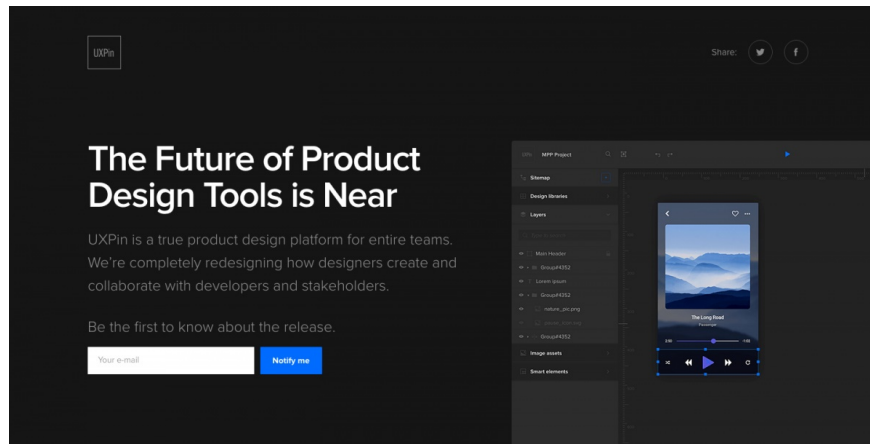 UXPin
Share:
The Future of Product
Design Tools is Near
UXPin is a true product design platform for entire teams.
We're completely redesigning how designers create and
collaborate with developers and stakeholders.
Be the first to know about the release.
Your e-mail
Notify me
MPP Project
Sitemap
Design libraries
Layers
Main Header
Group#4352
Lorem ipsum
Group#4352
nature_pic.png
Group#4352
Image assets
Smart elements
The Long Road
Passenger